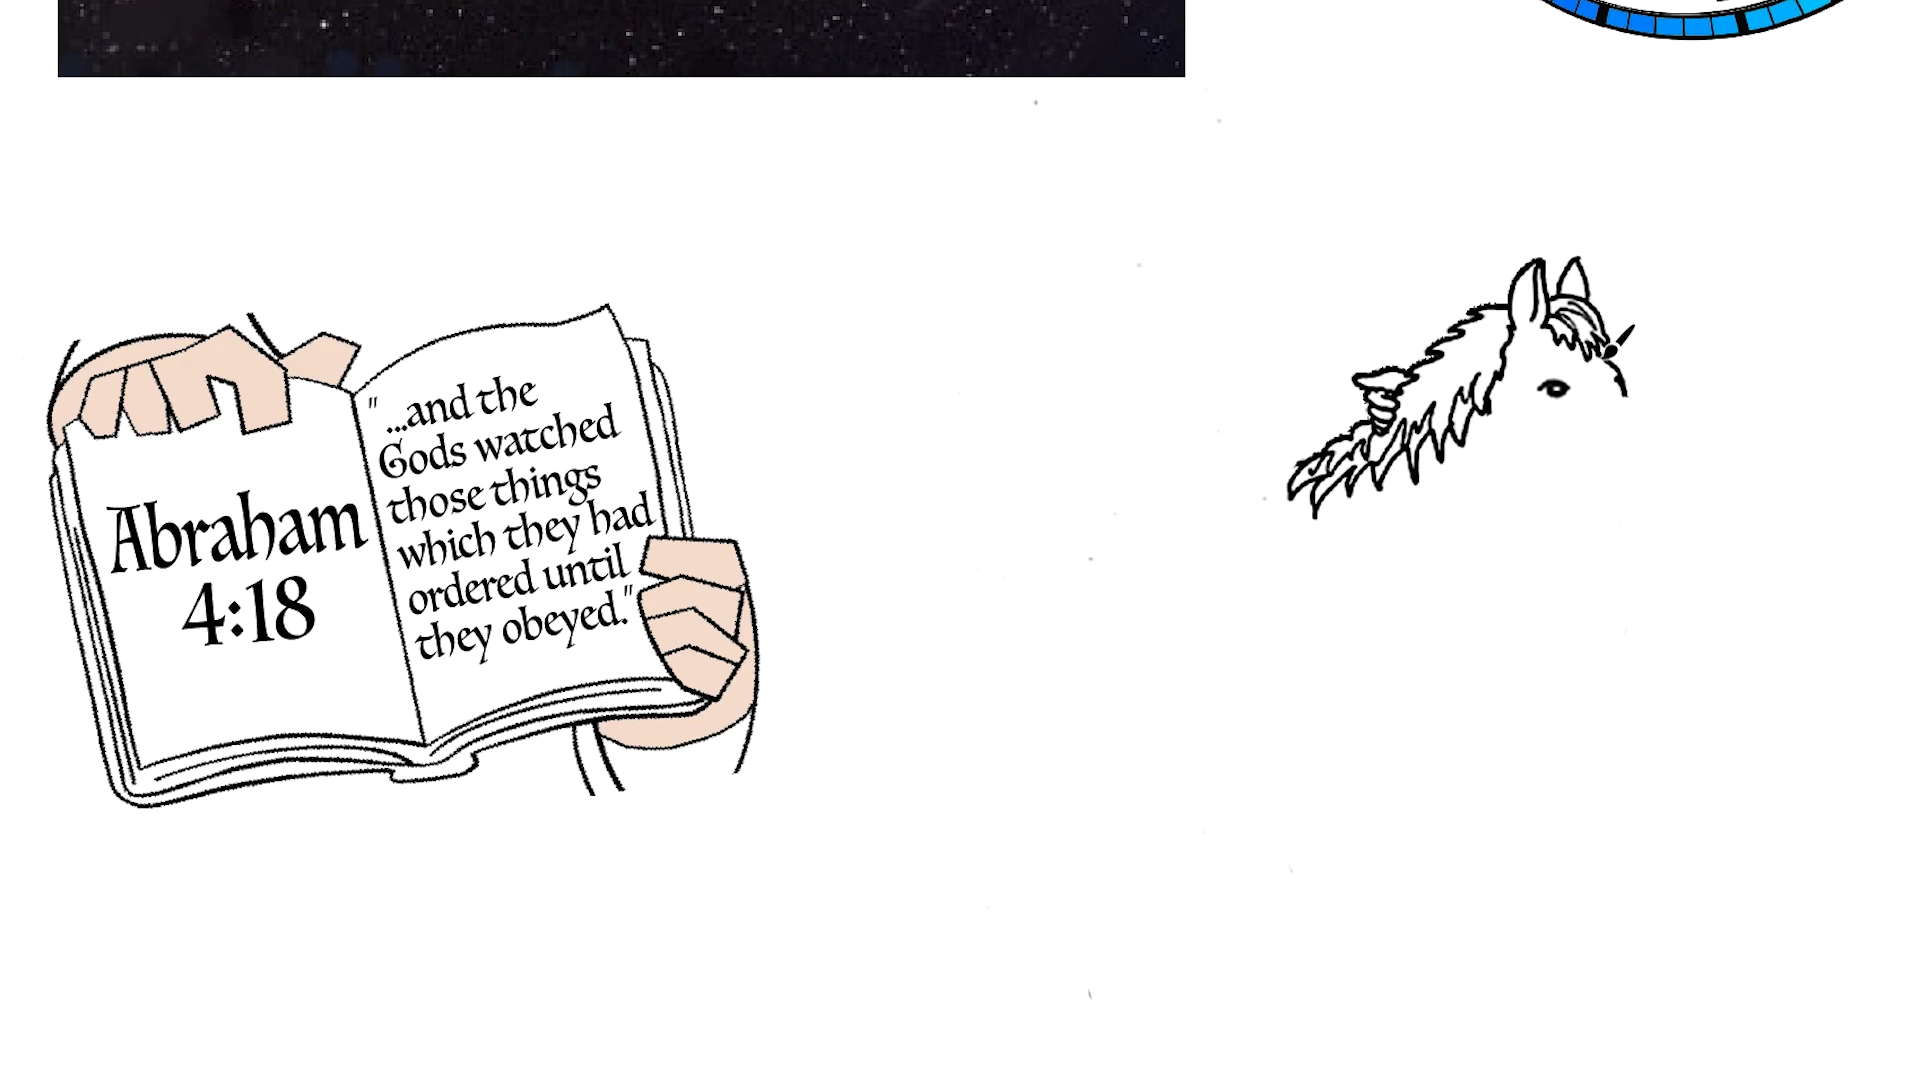 Abraham
4:18
"...and the
Gods watched
those things
which they had
ordered until
they obeyed."